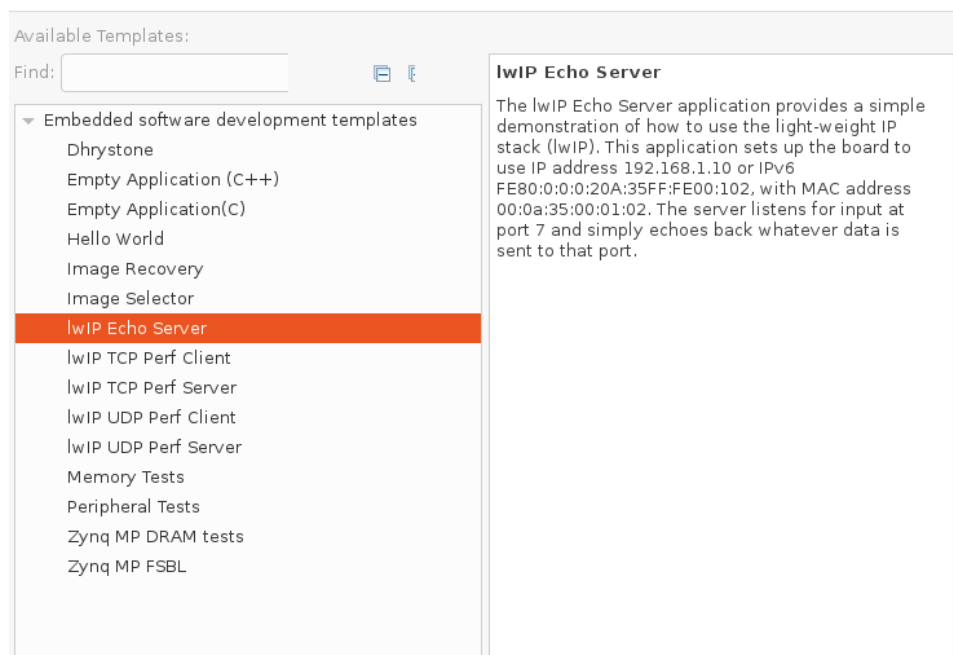 Available Templates:
Find:
Embedded software development templates
Dhrystone
Empty Application (C++)
Empty Application(C)
Hello World
Image Recovery
Image Selector
lwIP Echo Server
lwIP TCP Perf Client
lwIP TCP Perf Server
lwIP UDP Perf Client
lwIP UDP Perf Server
Memory Tests
Peripheral Tests
Zynq MP DRAM tests
Zynq MP FSBL
lwIP Echo Server
The lwIP Echo Server application provides a simple
demonstration of how to use the light-weight IP
stack (lwIP). This application sets up the board to
use IP address 192.168.1.10 or IPv6
FE80:0:0:0:20A:35FF:FE00:102, with MAC address
00:0a:35:00:01:02. The server listens for input at
port 7 and simply echoes back whatever data is
sent to that port.